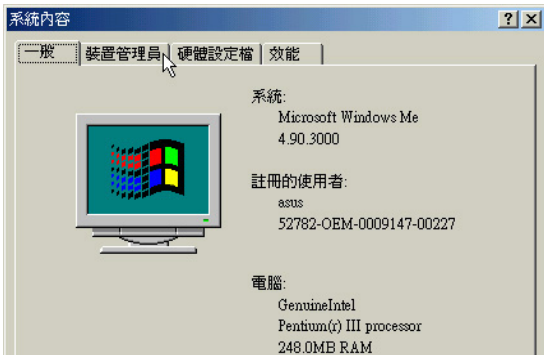 系統內容
一般 裝置管理員 硬體設定檔 效能
系統:
Microsoft Windows Me
4.90.3000
註冊的使用者:
asus
52782-OEM-0009147-00227
電腦:
GenuineIntel
Pentium(r) III processor
248.0MB RAM